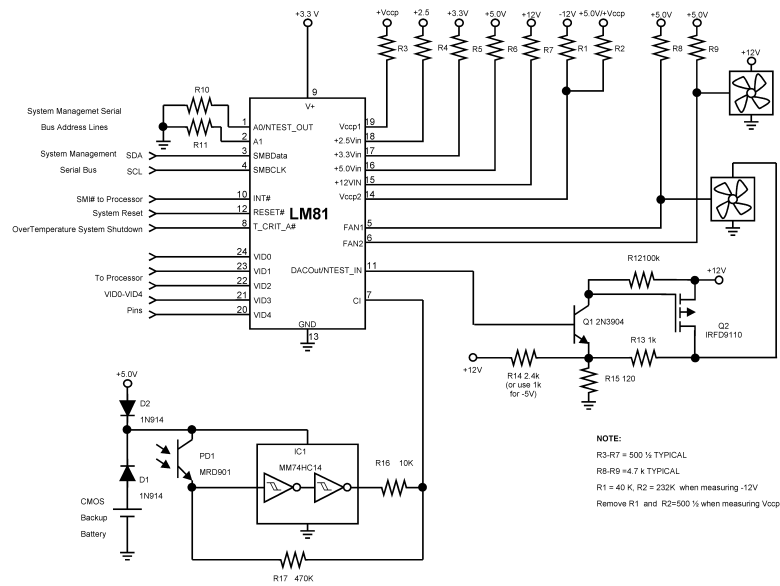 +3.3 V
+Vccp
+2.5
+3.3V
+5.0V
+12V
-12V
+5.0V/+Vccp
+5.0V
+5.0V
R3
R4
R5
R6
R7
R1
R2
R8
R9
+12V
9
V+
R10
R11
System Managemet Serial
Bus Address Lines
1
A0/NTEST_OUT
2
A1
System Management
Serial Bus
SDA
3
SMBData
SCL
4
SMBCLK
SMI# to Processor
10
INT#
System Reset
12
RESET#
OverTemperature System Shutdown
8
T_CRIT_A#
LM81
Vccp1
19
+2.5Vin
18
+3.3Vin
17
+5.0Vin
16
+12VIN
15
Vccp2
14
FAN1
5
FAN2
6
DACOut/NTEST_IN
11
CI
7
24
VID0
23
VID1
22
VID2
21
VID3
20
VID4
To Processor
VID0-VID4
Pins
GND
13
R12100k
+12V
Q1 2N3904
Q2
IRFD9110
R13 1k
+12V
R14 2.4k
(or use 1k
for -5V)
R15 120
+5.0V
D2
1N914
D1
1N914
CMOS
Backup
Battery
PD1
MRD901
IC1
MM74HC14
R16 10K
R17 470K
NOTE:
R3-R7 = 500 ½ TYPICAL
R8-R9 =4.7 k TYPICAL
R1 = 40 K, R2 = 232K when measuring -12V
Remove R1 and R2=500 ½ when measuring Vccp